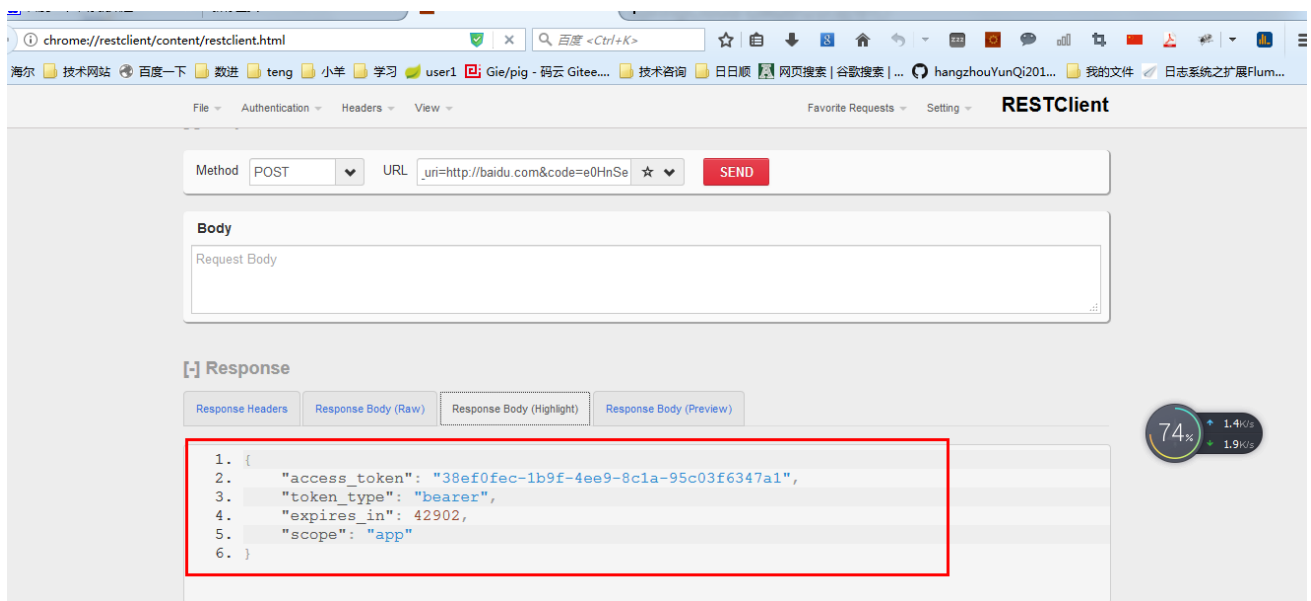 chrome://restclient/content/restclient.html 百度 <Ctrl+K>
海尔 技术网站 百度一下 数进 teng 小羊 学习 user1 Gie/pig - 码云 Gitee.... 技术咨询 日日顺 网页搜索 | 谷歌搜索 | ... hangzhouYunQi201... 我的文件 日志系统之扩展Flum...
File Authentication Headers View Favorite Requests Setting RESTClient
Method POST URL _uri=http://baidu.com&code=e0HnSe SEND
Body
Request Body
[-] Response
Response Headers Response Body (Raw) Response Body (Highlight) Response Body (Preview)
74% 1.4K/s
1.9K/s
1. {
2. "access_token": "38ef0fec-1b9f-4ee9-8c1a-95c03f6347a1",
3. "token_type": "bearer",
4. "expires_in": 42902,
5. "scope": "app"
6. }